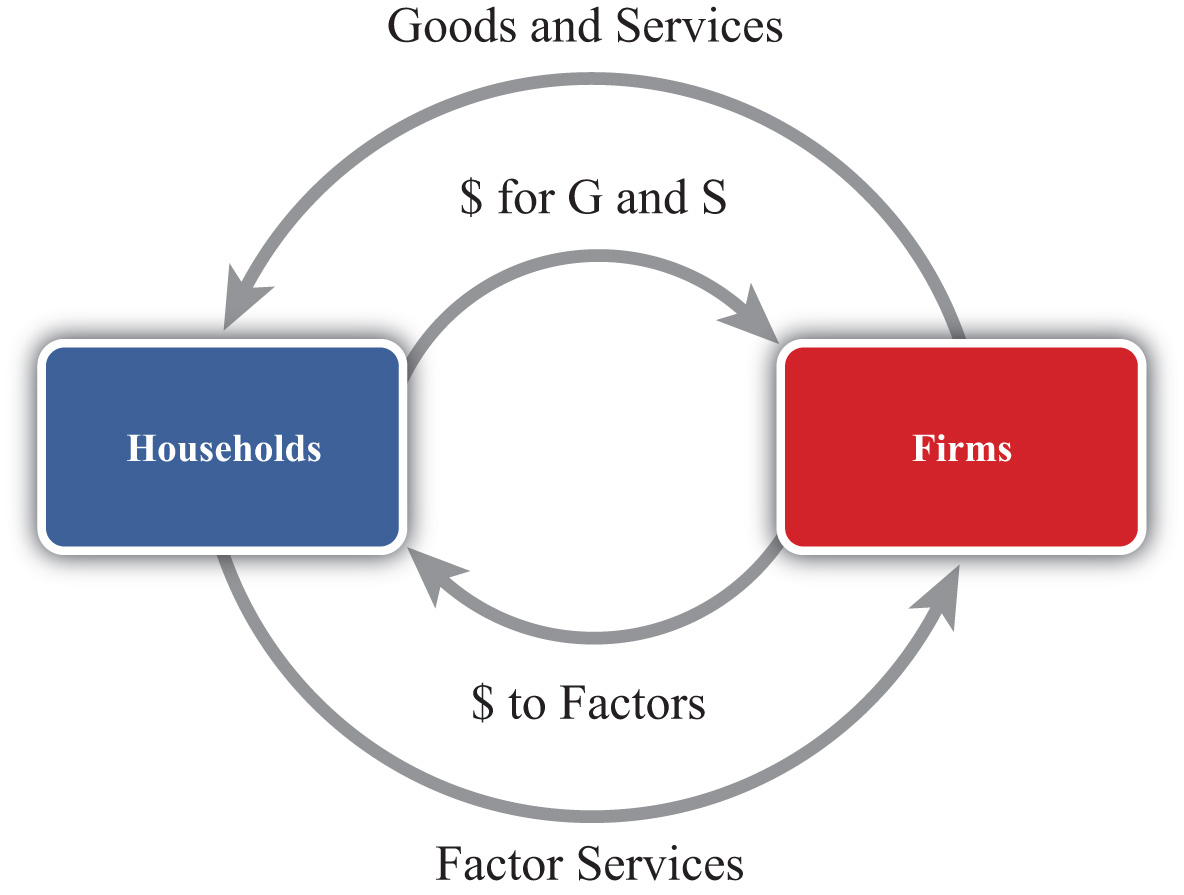 Goods and Services
$ for G and S
Households
Firms
$ to Factors
Factor Services